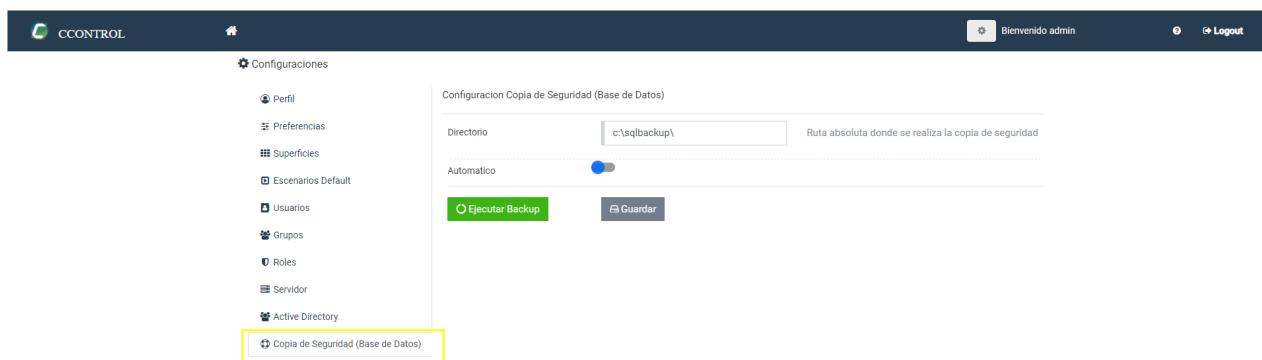 CCONTROL
Bienvenido admin
Logout
Configuraciones
Perfil
Preferencias
Superficies
Escenarios Default
Usuarios
Grupos
Roles
Servidor
Active Directory
Copia de Seguridad (Base de Datos)
Configuracion Copia de Seguridad (Base de Datos)
Directorio
c:\sqlbackup\
Ruta absoluta donde se realiza la copia de seguridad
Automatico
Ejecutar Backup
Guardar